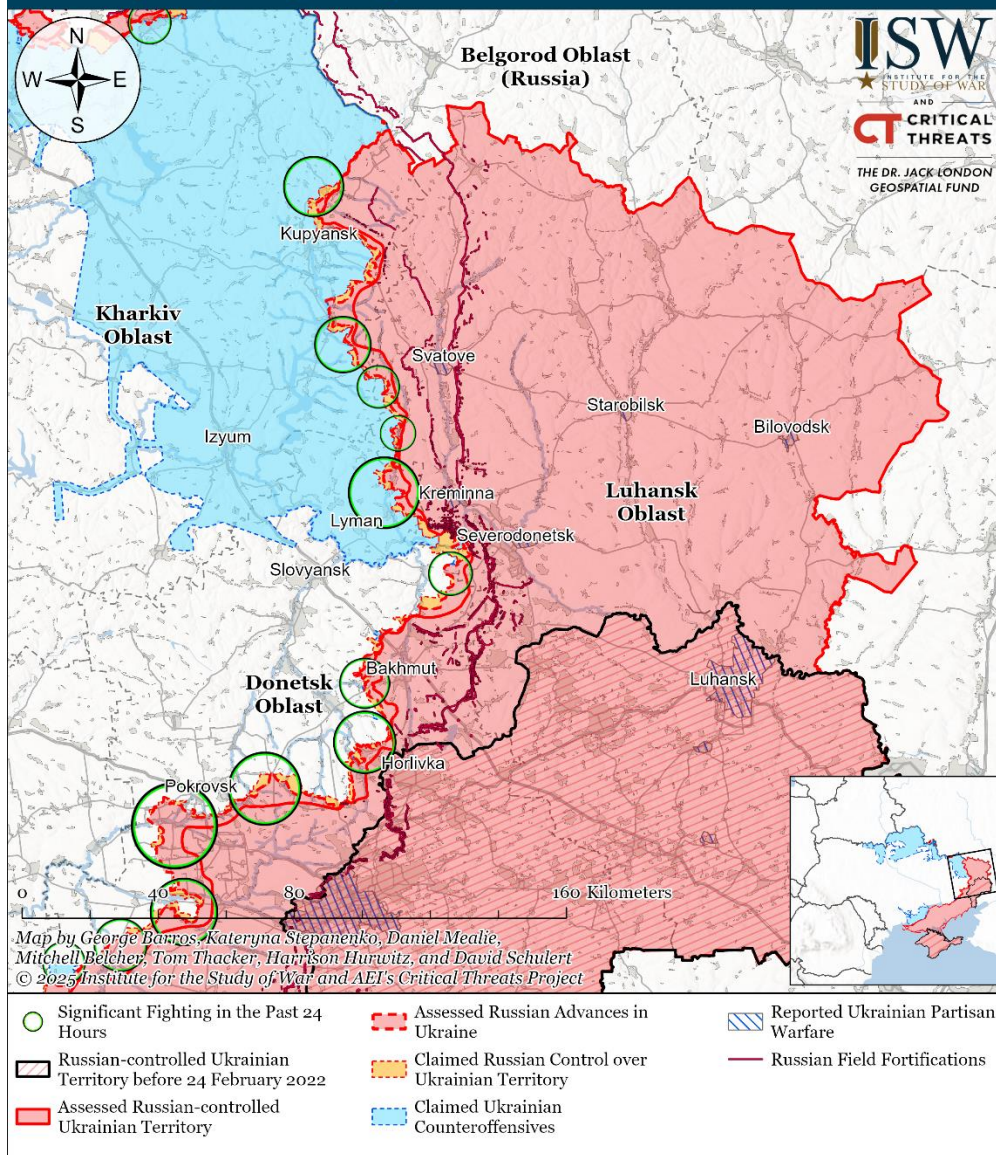 N
W E
S
Belgorod Oblast
(Russia)
ISW
INSTITUTE FOR THE
STUDY OF WAR
AND
CT CRITICAL
THREATS
THE DR. JACK LONDON
GEOSPATIAL FUND
Kupyansk
Kharkiv
Oblast
Svatove
Starobilsk
Bilovodsk
Izyum
Kreminna
Luhansk
Oblast
Lyman
Severodonetsk
Slovyansk
Bakhmut
Luhansk
Donetsk
Oblast
Horlivka
Pokrovsk
0 40 80 160 Kilometers
Map by George Barros, Kateryna Stepanenko, Daniel Mealie,
Mitchell Belcher, Tom Thacker, Harrison Hurwitz, and David Schulert
© 2025 Institute for the Study of War and AEI's Critical Threats Project
Significant Fighting in the Past 24
Hours
Russian-controlled Ukrainian
Territory before 24 February 2022
Assessed Russian-controlled
Ukrainian Territory
Assessed Russian Advances in
Ukraine
Claimed Russian Control over
Ukrainian Territory
Claimed Ukrainian
Counteroffensives
Reported Ukrainian Partisan
Warfare
Russian Field Fortifications